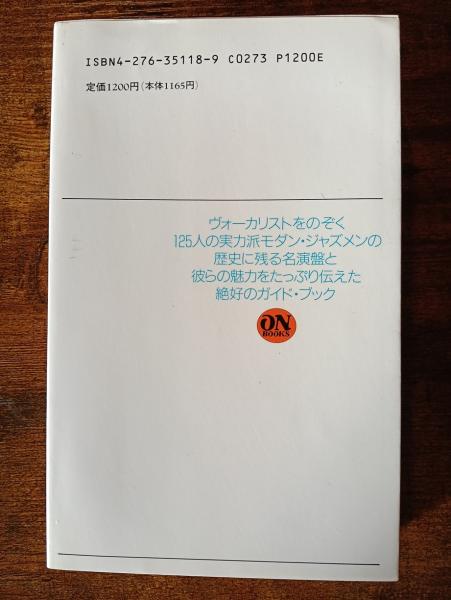 ISBN4-276-35118-9 C0273 P1200E
定価1200円(本体1165円)
ヴォーカリストをのぞく
125人の実力派モダン・ジャズメンの
歴史に残る名演盤と
彼らの魅力をたっぷり伝えた
絶好のガイド・ブック
ON
BOOKS